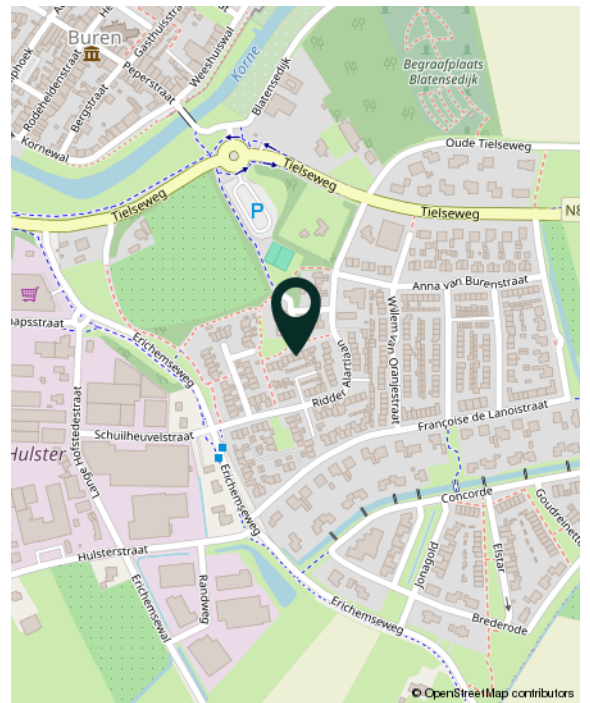 Buren
Gasthuisstraat
Weeshuiswal
Rodeheldenstraat
Bergstraat
Peperstraat
Kornewal
Korne
Blatensedijk
Begraafplaats
Blatensedijk
Oude Tielseweg
Tielseweg
Tielseweg
Tielseweg
N8
P
Anna van Burenstraat
Willem van Oranjestraat
Ridder Alartlaan
Françoise de Lanoistraat
Erichemseweg
Lange Hofstedestraat
Schuilheuvelstraat
Hulster
Erichemseweg
Concorde
Goudreinette
Elstar
Jonagold
Brederode
Hulsterstraat
Randweg
Erichemsewal
Erichemseweg
© OpenStreetMap contributors